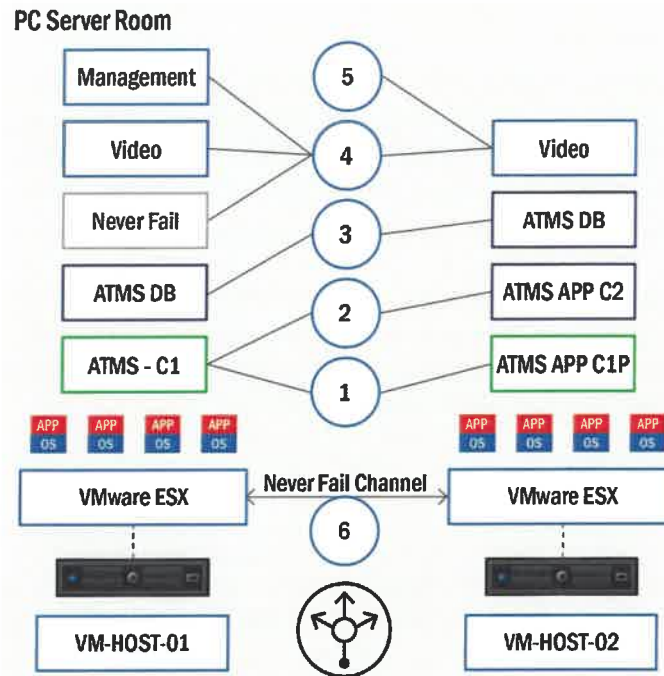 PC Server Room
Management
5
Video
4
Video
Never Fail
3
ATMS DB
ATMS DB
2
ATMS APP C2
ATMS - C1
1
ATMS APP C1P
APP APP APP APP
OS OS OS OS
APP APP APP APP
OS OS OS OS
VMware ESX
Never Fail Channel
VMware ESX
6
VM-HOST-01
VM-HOST-02